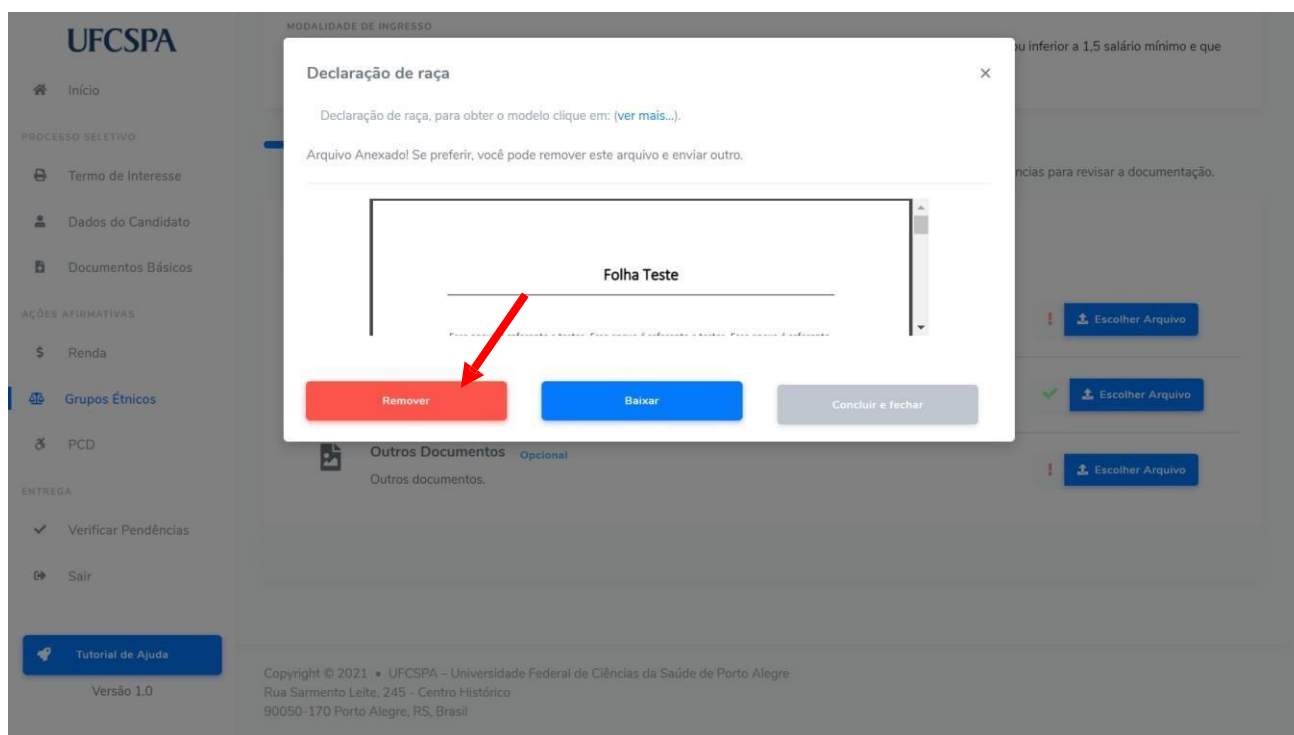 UFCSPA
Início
PROCESSO SELETIVO
Termo de Interesse
Dados do Candidato
Documentos Básicos
AÇÕES AFIRMATIVAS
Renda
Grupos Étnicos
PCD
ENTREGA
Verificar Pendências
Sair
Tutorial de Ajuda
Versão 1.0
MODALIDADE DE INGRESSO
ou inferior a 1,5 salário mínimo e que
ncias para revisar a documentação.
Declaração de raça
×
Declaração de raça, para obter o modelo clique em: (ver mais...).
Arquivo Anexado! Se preferir, você pode remover este arquivo e enviar outro.
Folha Teste
Remover
Baixar
Concluir e fechar
! Escolher Arquivo
Escolher Arquivo
Outros Documentos Opcional
Outros documentos.
! Escolher Arquivo
Copyright © 2021 • UFCSPA – Universidade Federal de Ciências da Saúde de Porto Alegre
Rua Sarmento Leite, 245 - Centro Histórico
90050-170 Porto Alegre, RS, Brasil